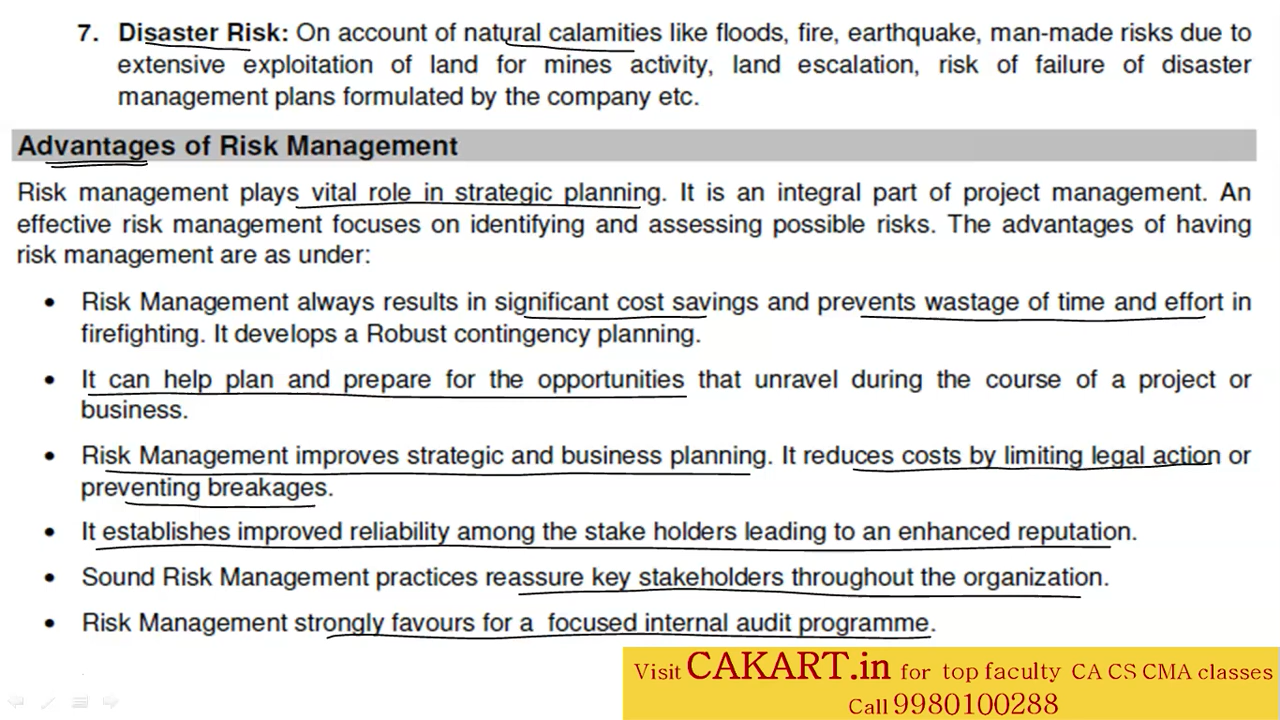 7. Disaster Risk: On account of natural calamities like floods, fire, earthquake, man-made risks due to
extensive exploitation of land for mines activity, land escalation, risk of failure of disaster
management plans formulated by the company etc.
Advantages of Risk Management
Risk management plays vital role in strategic planning. It is an integral part of project management. An
effective risk management focuses on identifying and assessing possible risks. The advantages of having
risk management are as under:
• Risk Management always results in significant cost savings and prevents wastage of time and effort in
firefighting. It develops a Robust contingency planning.
• It can help plan and prepare for the opportunities that unravel during the course of a project or
business.
• Risk Management improves strategic and business planning. It reduces costs by limiting legal action or
preventing breakages.
• It establishes improved reliability among the stake holders leading to an enhanced reputation.
• Sound Risk Management practices reassure key stakeholders throughout the organization.
• Risk Management strongly favours for a focused internal audit programme.
Visit CAKART.in for top faculty CA CS CMA classes
Call 9980100288